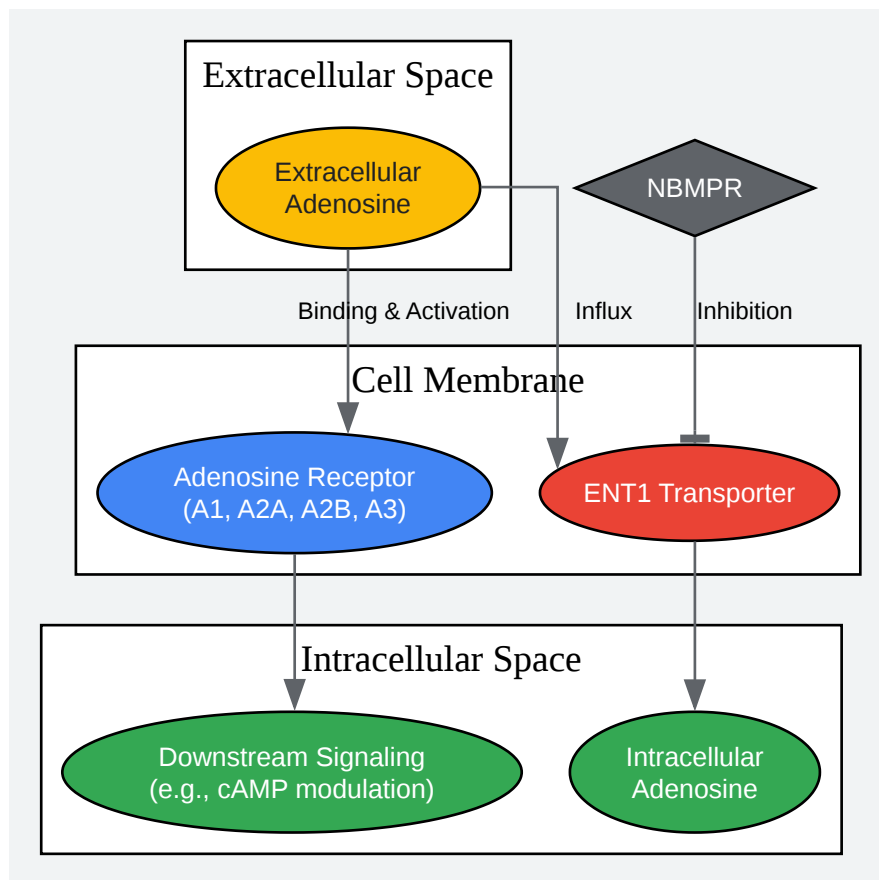 Extracellular Space
Extracellular
Adenosine
NBMPR
Binding & Activation
Influx
Inhibition
Cell Membrane
Adenosine Receptor
(A1, A2A, A2B, A3)
ENT1 Transporter
Intracellular Space
Downstream Signaling
(e.g., cAMP modulation)
Intracellular
Adenosine